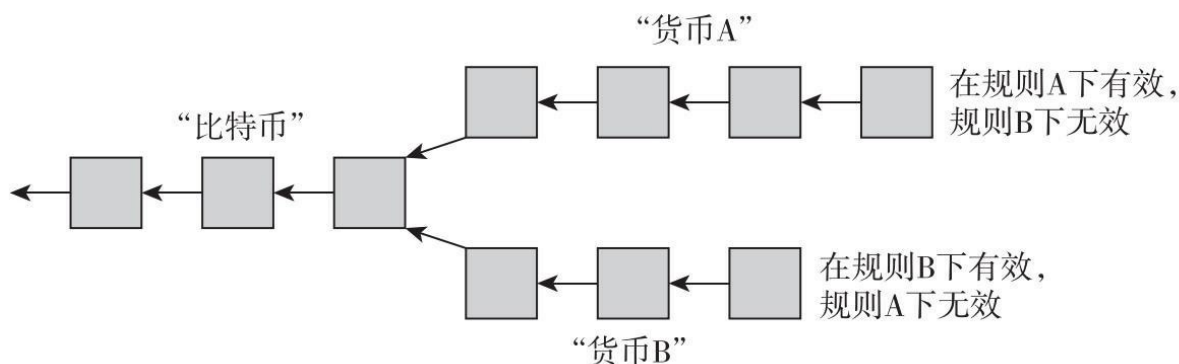 “货币A”
在规则A下有效，
规则B下无效
“比特币”
在规则B下有效，
规则A下无效
“货币B”